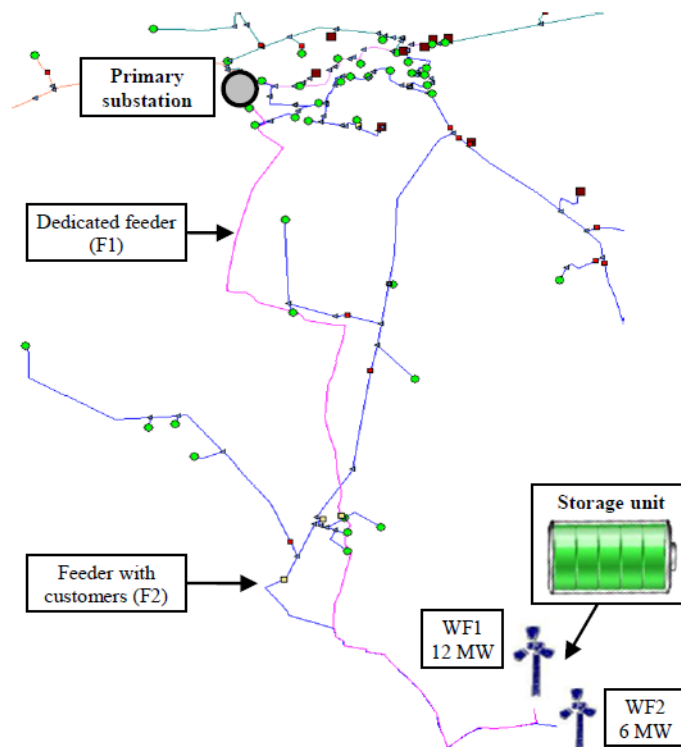 Primary
substation
Dedicated feeder
(F1)
Storage unit
Feeder with
customers (F2)
WF1
12 MW
WF2
6 MW